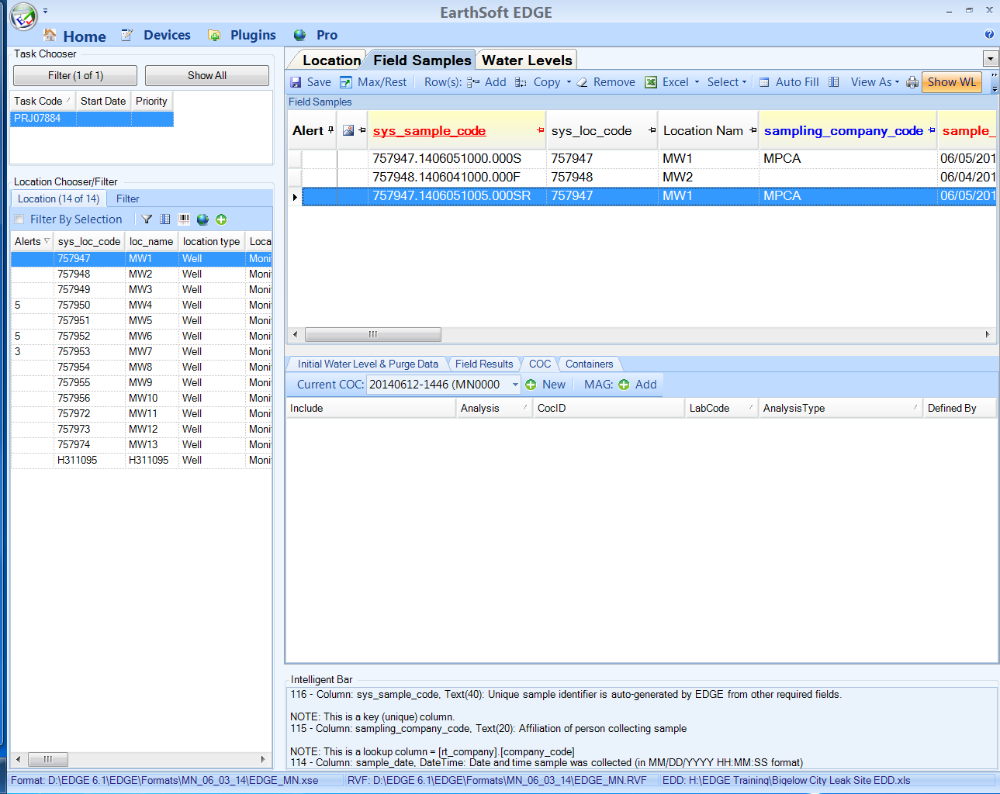 EarthSoft EDGE
Home Devices Plugins Pro
Task Chooser
Filter (1 of 1) Show All
Task Code Start Date Priority
PRJ07884
Location Chooser/Filter
Location (14 of 14) Filter
Filter By Selection
Alerts sys_loc_code loc_name location type Loca
757947 MW1 Well Moni
757948 MW2 Well Moni
757949 MW3 Well Moni
5 757950 MW4 Well Moni
757951 MW5 Well Moni
5 757952 MW6 Well Moni
3 757953 MW7 Well Moni
757954 MW8 Well Moni
757955 MW9 Well Moni
757956 MW10 Well Moni
757972 MW11 Well Moni
757973 MW12 Well Moni
757974 MW13 Well Moni
H311095 H311095 Well Moni
Location Field Samples Water Levels
Save Max/Rest Row(s): Add Copy Remove Excel Select Auto Fill View As Show WL
Field Samples
Alert sys_sample_code sys_loc_code Location Nam sampling_company_code sample_
757947.1406051000.000S 757947 MW1 MPCA 06/05/201
757948.1406041000.000F 757948 MW2 06/04/201
757947.1406051005.000SR 757947 MW1 MPCA 06/05/201
Initial Water Level & Purge Data Field Results COC Containers
Current COC: 20140612-1446 (MN0000 New MAG: Add
Include Analysis CocID LabCode AnalysisType Defined By
Intelligent Bar
116 - Column: sys_sample_code, Text(40): Unique sample identifier is auto-generated by EDGE from other required fields.
NOTE: This is a key (unique) column.
115 - Column: sampling_company_code, Text(20): Affiliation of person collecting sample
NOTE: This is a lookup column = [rt_company].[company_code]
114 - Column: sample_date, DateTime: Date and time sample was collected (in MM/DD/YYYY HH:MM:SS format)
Format: D:\EDGE 6.1\EDGE\Formats\MN_06_03_14\EDGE_MN.xse RVF: D:\EDGE 6.1\EDGE\Formats\MN_06_03_14\EDGE_MN.RVF EDD: H:\EDGE Training\Bigelow City Leak Site EDD.xls